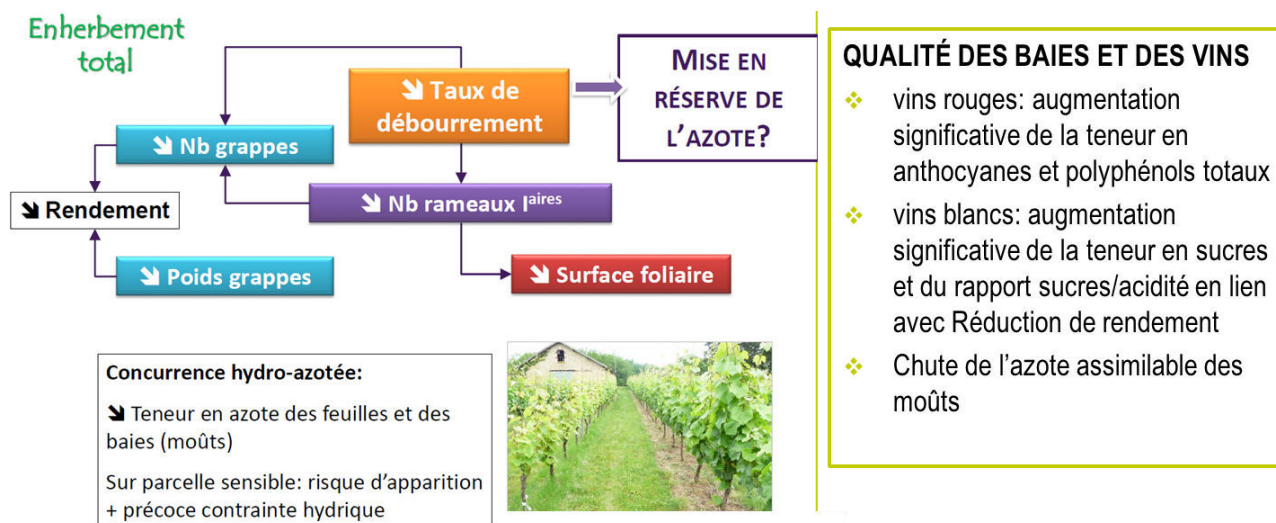 Enherbement
total
↘ Taux de
débourrement
MISE EN
RÉSERVE DE
L'AZOTE?
↘ Nb grappes
↘ Nb rameaux Iaires
↘ Rendement
↘ Poids grappes
↘ Surface foliaire
Concurrence hydro-azotée:
↘ Teneur en azote des feuilles et des
baies (moûts)
Sur parcelle sensible: risque d'apparition
+ précoce contrainte hydrique
QUALITÉ DES BAIES ET DES VINS
❖ vins rouges: augmentation
significative de la teneur en
anthocyanes et polyphénols totaux
❖ vins blancs: augmentation
significative de la teneur en sucres
et du rapport sucres/acidité en lien
avec Réduction de rendement
❖ Chute de l'azote assimilable des
moûts